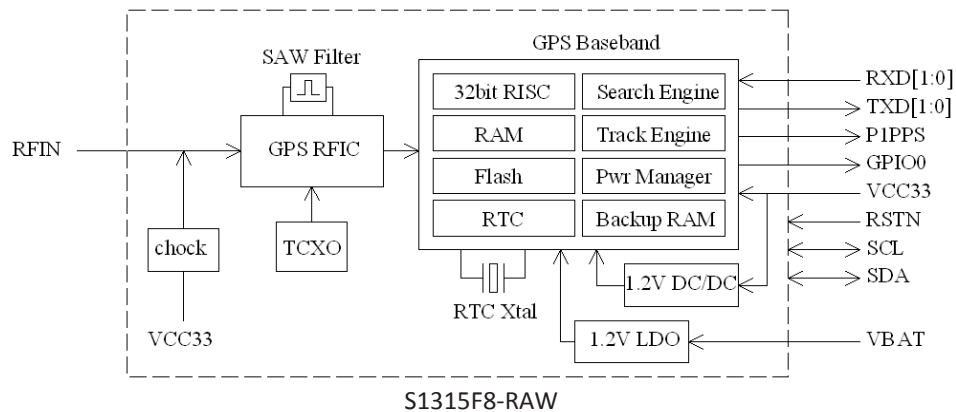 GPS Baseband
SAW Filter
32bit RISC
Search Engine
RXD[1:0]
TXD[1:0]
RFIN
GPS RFIC
RAM
Track Engine
P1PPS
Flash
Pwr Manager
GPIO0
VCC33
chock
TCXO
RTC
Backup RAM
RSTN
SCL
1.2V DC/DC
SDA
RTC Xtal
VCC33
1.2V LDO
VBAT
S1315F8-RAW